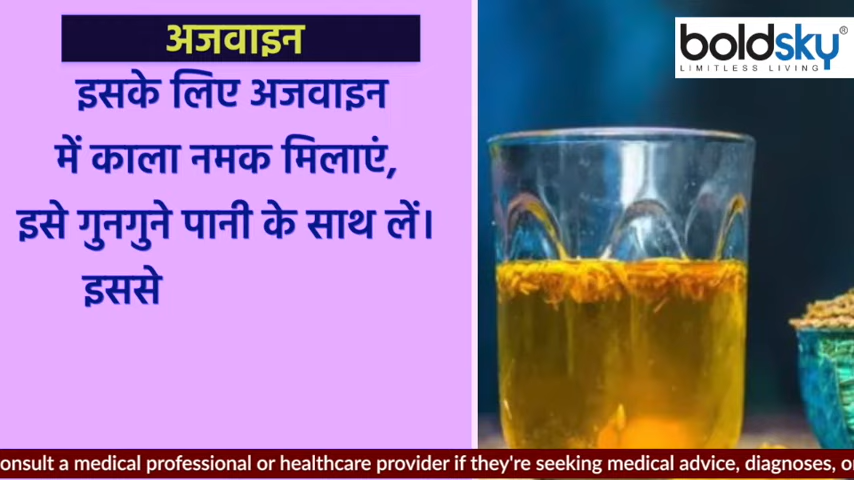 अजवाइन
इसके लिए अजवाइन
में काला नमक मिलाएं,
इसे गुनगुने पानी के साथ लें।
इससे
boldsky®
LIMITLESS LIVING
onsult a medical professional or healthcare provider if they're seeking medical advice, diagnoses, o